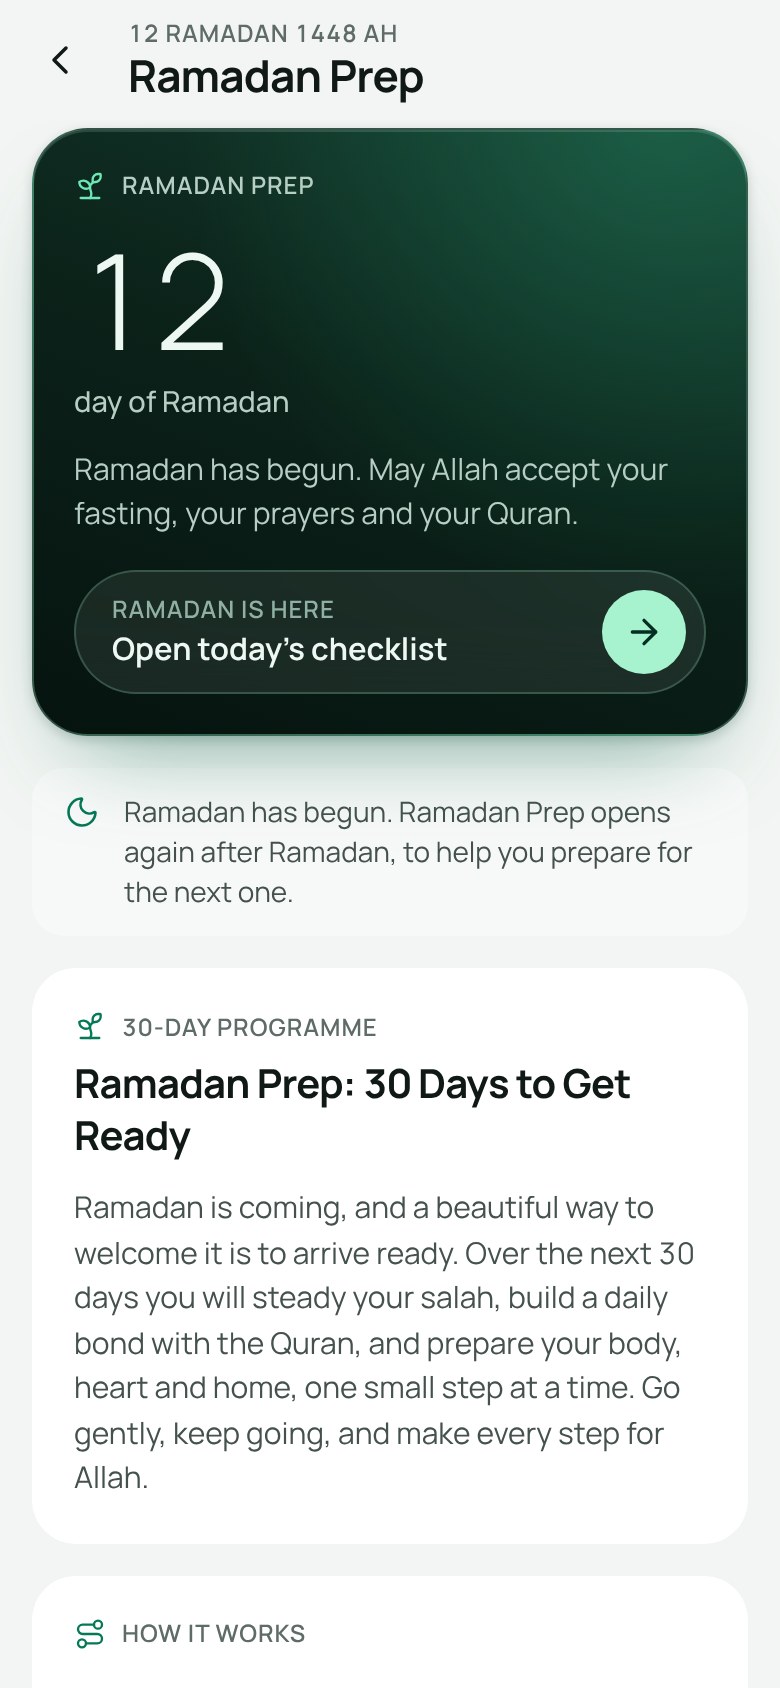 12 RAMADAN 1448 AH
Ramadan Prep
RAMADAN PREP
12
day of Ramadan
Ramadan has begun. May Allah accept your
fasting, your prayers and your Quran.
RAMADAN IS HERE
Open today’s checklist
Ramadan has begun. Ramadan Prep opens
again after Ramadan, to help you prepare for
the next one.
30-DAY PROGRAMME
Ramadan Prep: 30 Days to Get
Ready
Ramadan is coming, and a beautiful way to
welcome it is to arrive ready. Over the next 30
days you will steady your salah, build a daily
bond with the Quran, and prepare your body,
heart and home, one small step at a time. Go
gently, keep going, and make every step for
Allah.
HOW IT WORKS